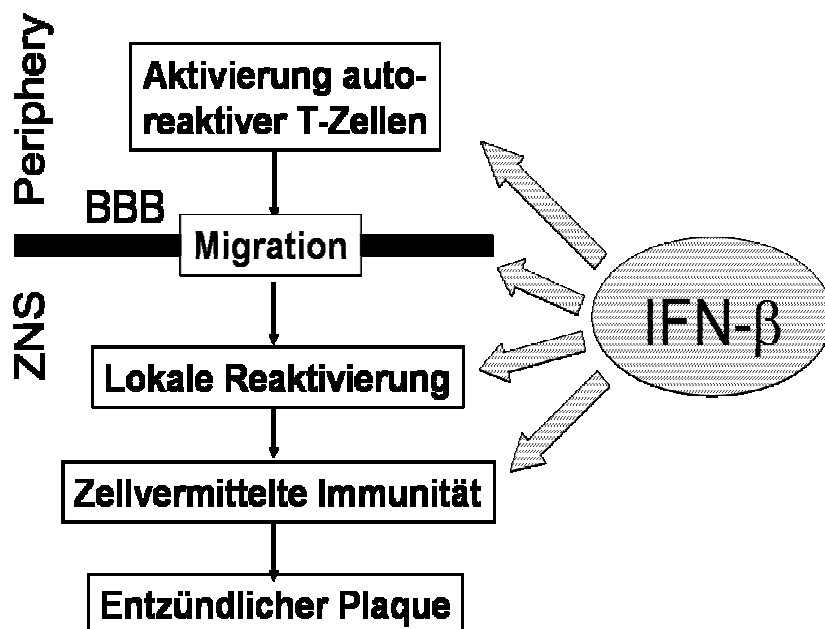 Periphery
Aktivierung auto-
reaktiver T-Zellen
BBB
Migration
ZNS
IFN-β
Lokale Reaktivierung
Zellvermittelte Immunität
Entzündlicher Plaque